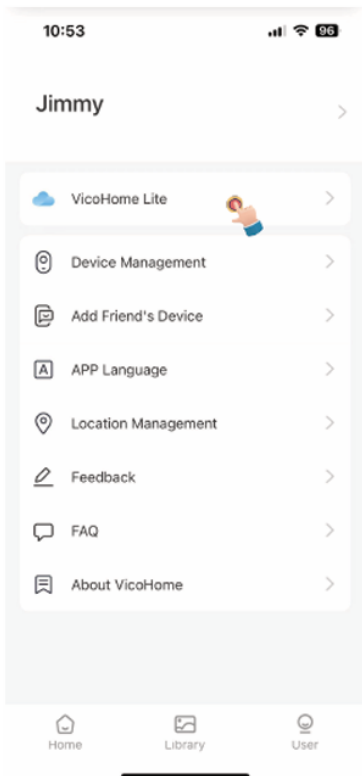 10:53
96
Jimmy
VicoHome Lite
Device Management
Add Friend's Device
A
APP Language
Location Management
Feedback
FAQ
About VicoHome
Home
Library
User